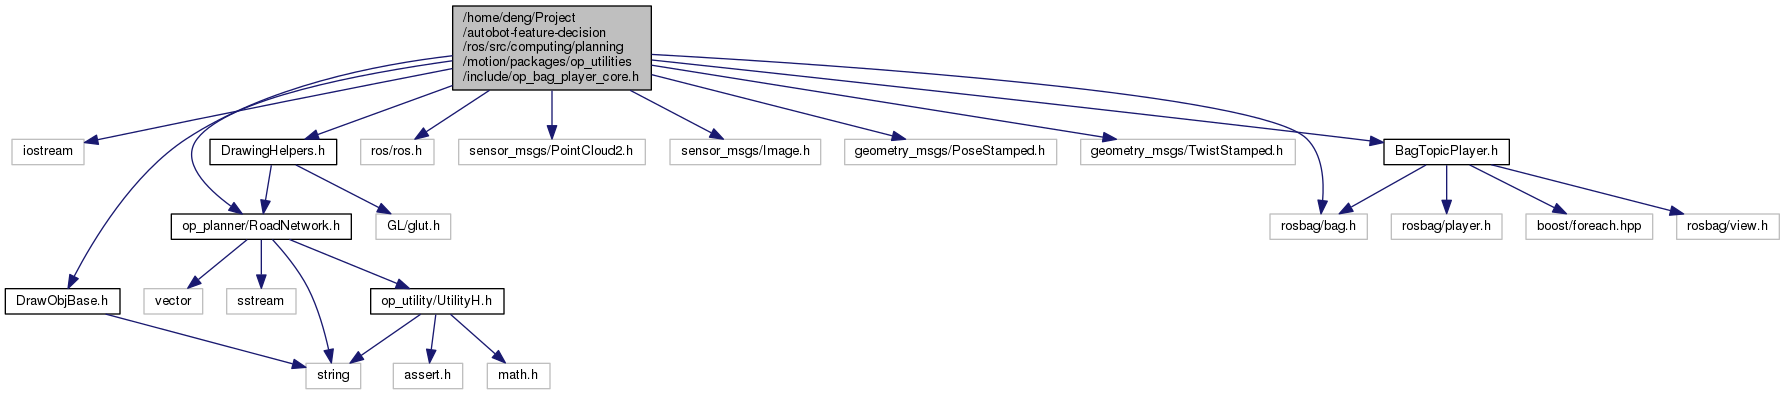 /home/deng/Project
/autobot-feature-decision
/ros/src/computing/planning
/motion/packages/op_utilities
/include/op_bag_player_core.h
iostream
DrawingHelpers.h
ros/ros.h
sensor_msgs/PointCloud2.h
sensor_msgs/Image.h
geometry_msgs/PoseStamped.h
geometry_msgs/TwistStamped.h
BagTopicPlayer.h
op_planner/RoadNetwork.h
GL/glut.h
rosbag/bag.h
rosbag/player.h
boost/foreach.hpp
rosbag/view.h
DrawObjBase.h
vector
sstream
op_utility/UtilityH.h
string
assert.h
math.h